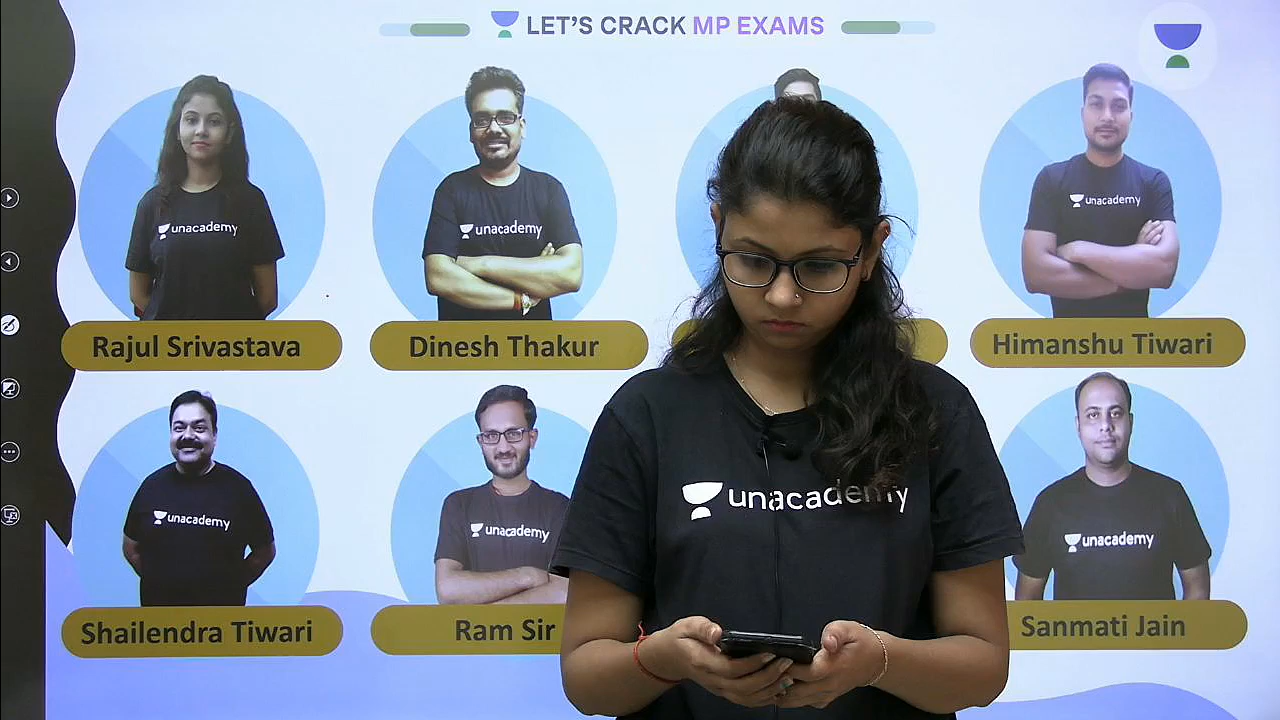 LET'S CRACK MP EXAMS
unacademy
unacademy
unacademy
Rajul Srivastava
Dinesh Thakur
Himanshu Tiwari
unacademy
unacademy
unacademy
unacademy
Shailendra Tiwari
Ram Sir
Sanmati Jain